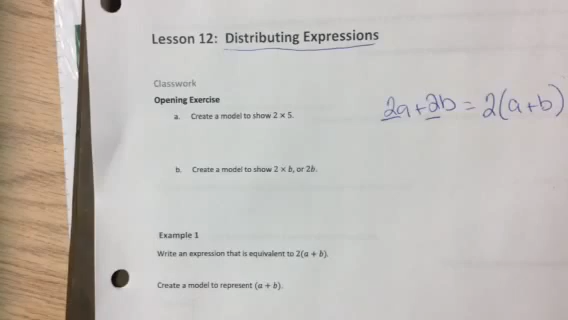 Lesson 12: Distributing Expressions
Classwork
Opening Exercise
a. Create a model to show 2 × 5.
2a+2b = 2(a+b)
b. Create a model to show 2 × b, or 2b.
Example 1
Write an expression that is equivalent to 2(a + b).
Create a model to represent (a + b).